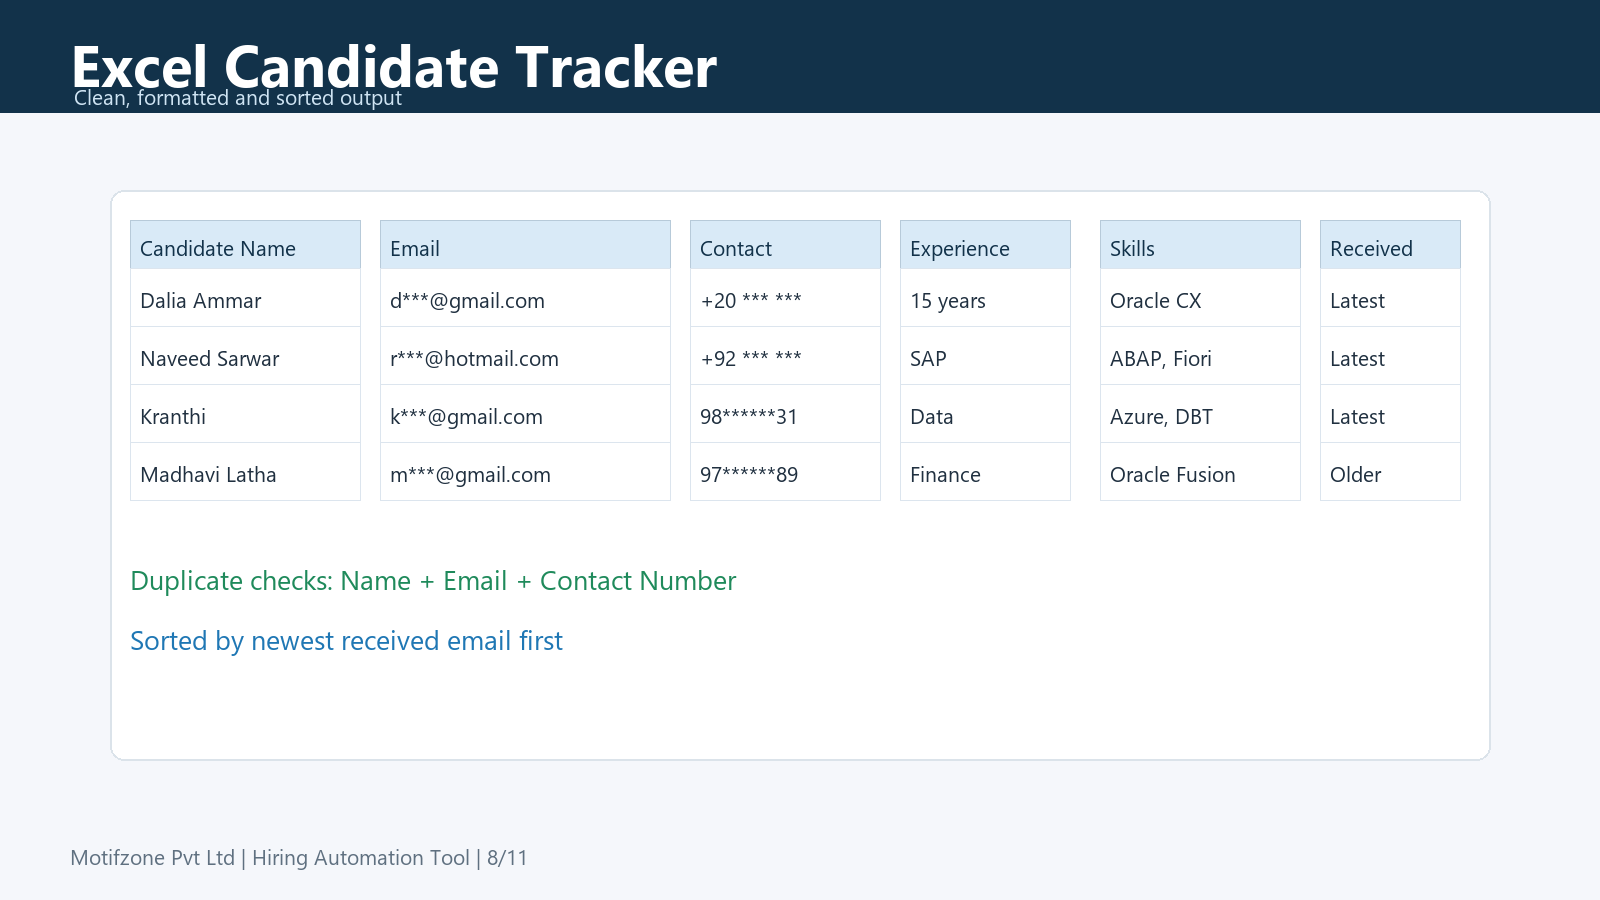 Excel Candidate Tracker
Clean, formatted and sorted output
Candidate Name Email Contact Experience Skills Received
Dalia Ammar d***@gmail.com +20 *** *** 15 years Oracle CX Latest
Naveed Sarwar r***@hotmail.com +92 *** *** SAP ABAP, Fiori Latest
Kranthi k***@gmail.com 98******31 Data Azure, DBT Latest
Madhavi Latha m***@gmail.com 97******89 Finance Oracle Fusion Older
Duplicate checks: Name + Email + Contact Number
Sorted by newest received email first
Motifzone Pvt Ltd | Hiring Automation Tool | 8/11